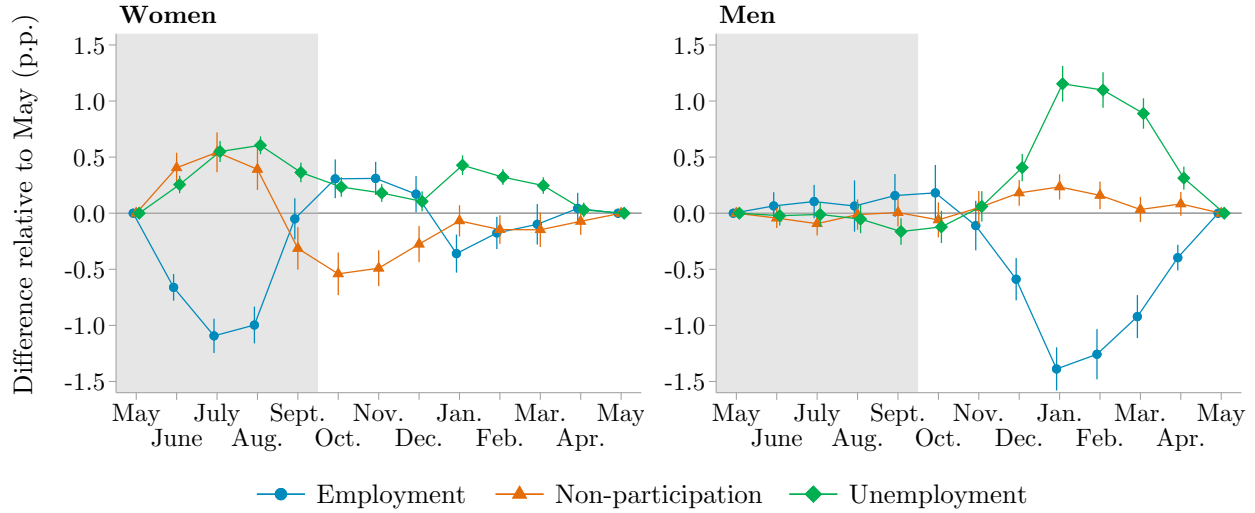 Women
Men
Difference relative to May (p.p.)
1.5
1.0
0.5
0.0
-0.5
-1.0
-1.5
May July Sept. Nov. Jan. Mar. May
June Aug. Oct. Dec. Feb. Apr.
1.5
1.0
0.5
0.0
-0.5
-1.0
-1.5
May July Sept. Nov. Jan. Mar. May
June Aug. Oct. Dec. Feb. Apr.
Employment Non-participation Unemployment